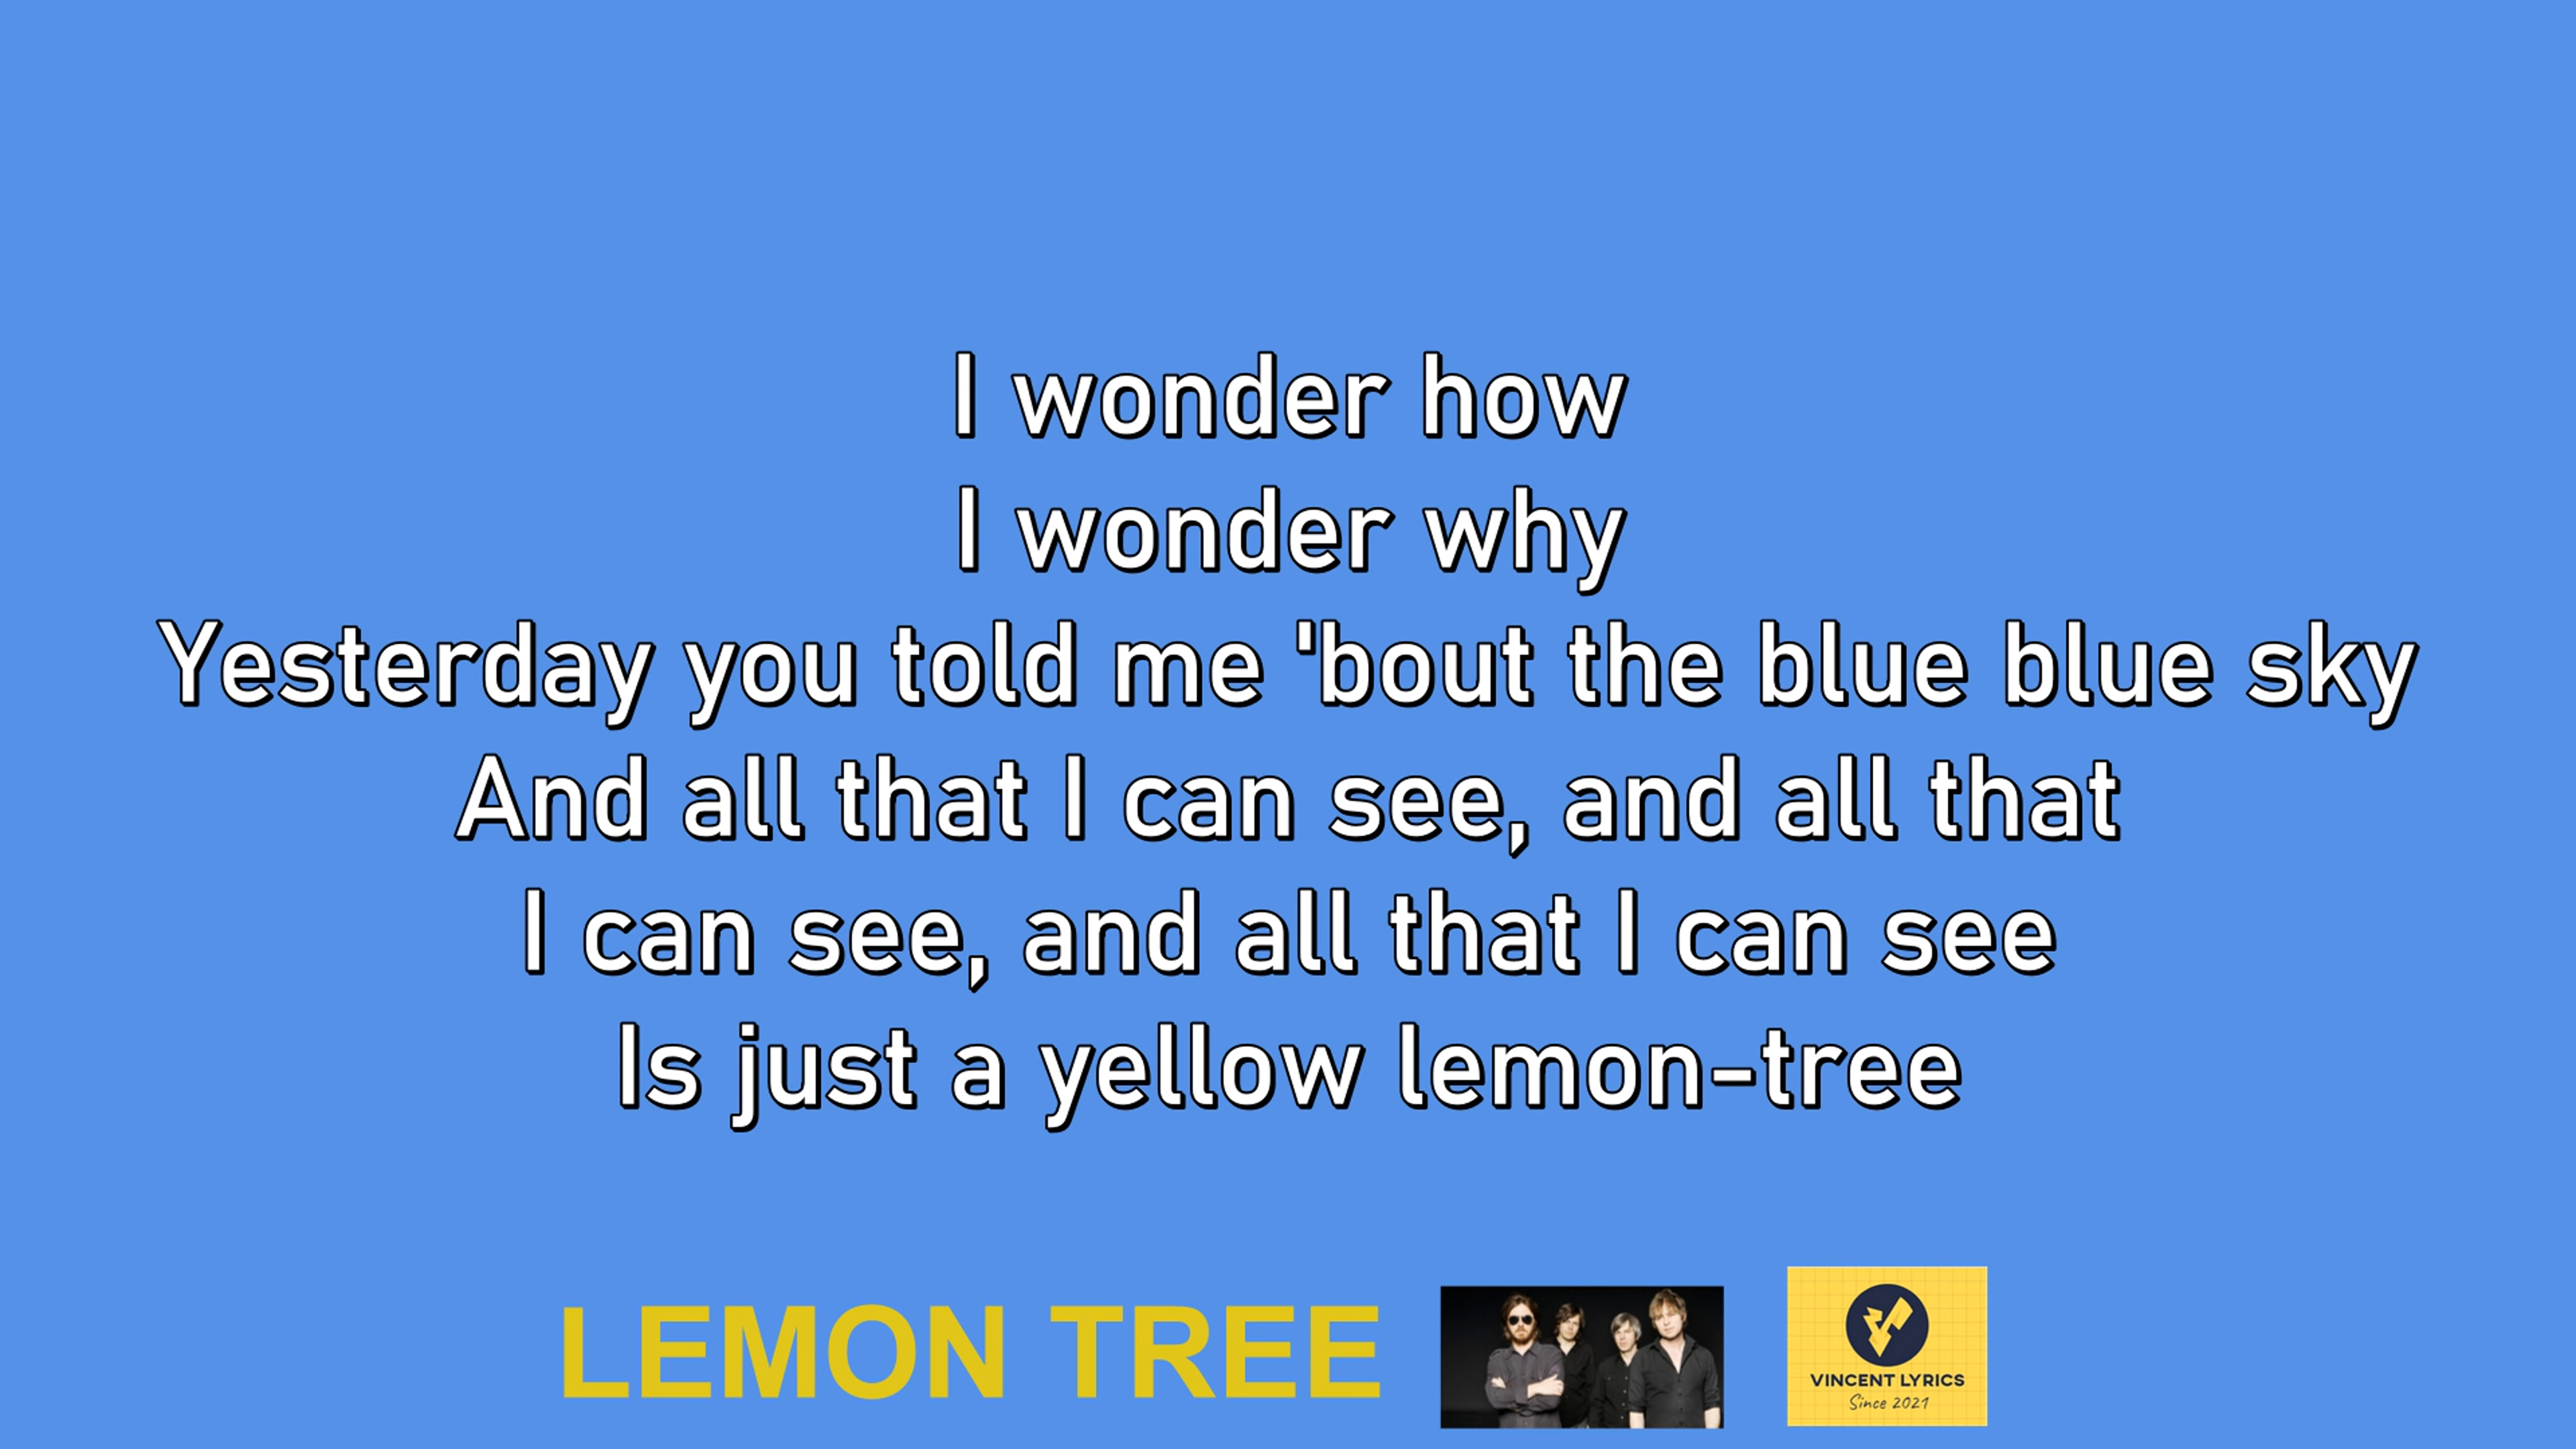 I wonder how
I wonder why
Yesterday you told me 'bout the blue blue sky
And all that I can see, and all that
I can see, and all that I can see
Is just a yellow lemon-tree
LEMON TREE
VINCENT LYRICS
Since 2021